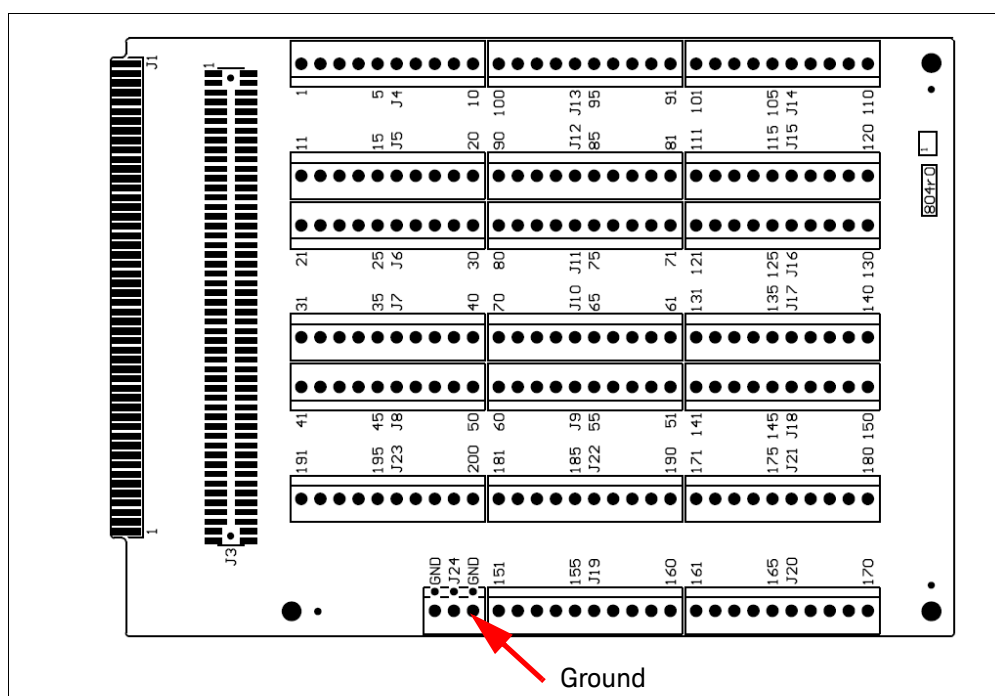 J1
1
1 5 J4 10 100 J13 95 91 101 105 J14 110
11 15 J5 20 90 J12 85 81 111 115 J15 120
1
804r0
21 25 J6 30 80 J11 75 71 121 125 J16 130
31 35 J7 40 70 J10 65 61 131 135 J17 140
41 45 J8 50 60 J9 55 51 141 145 J18 150
191 195 J23 200 181 185 J22 190 171 175 J21 180
1
J3
GND J24 GND 151 155 J19 160 161 165 J20 170
Ground